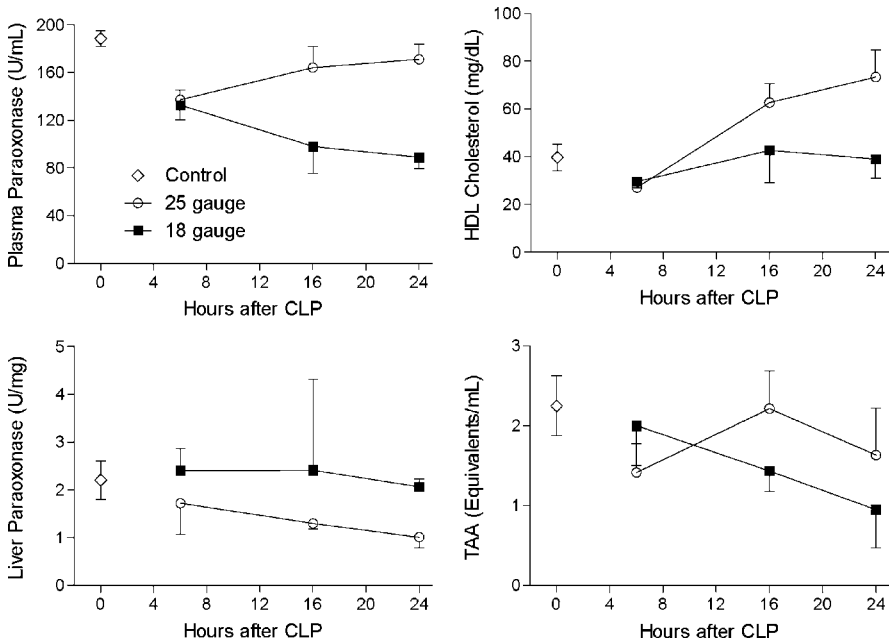 Plasma Paraoxonase (U/mL)
200
160
120
80
40
0
Control
25 gauge
18 gauge
0 4 8 12 16 20 24
Hours after CLP
HDL Cholesterol (mg/dL)
100
80
60
40
20
0
0 4 8 12 16 20 24
Hours after CLP
Liver Paraoxonase (U/mg)
5
4
3
2
1
0
0 4 8 12 16 20 24
Hours after CLP
TAA (Equivalents/mL)
3
2
1
0
0 4 8 12 16 20 24
Hours after CLP